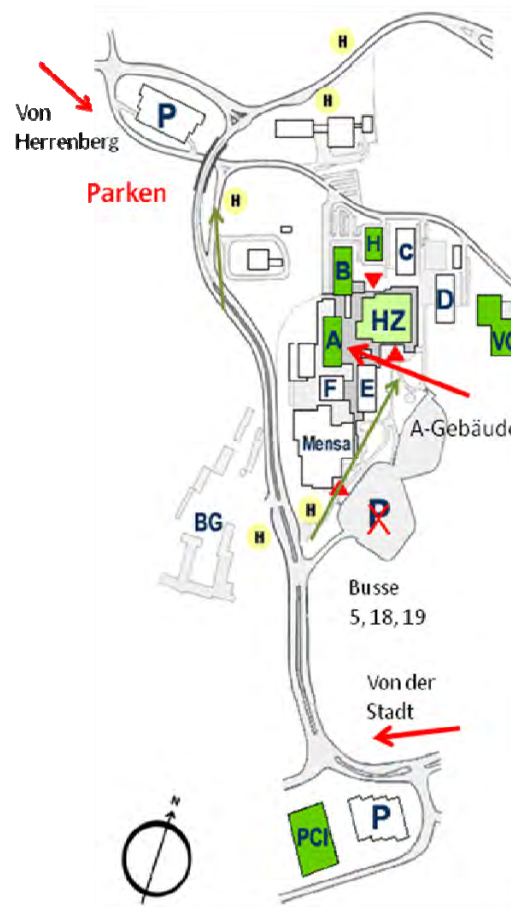 H
H
P
Von
Herrenberg
Parken
H
H
C
B
D
HZ
VC
A
F
E
A-Gebäude
Mensa
P
H
BG
H
Busse
5, 18, 19
Von der
Stadt
N
P
PCI